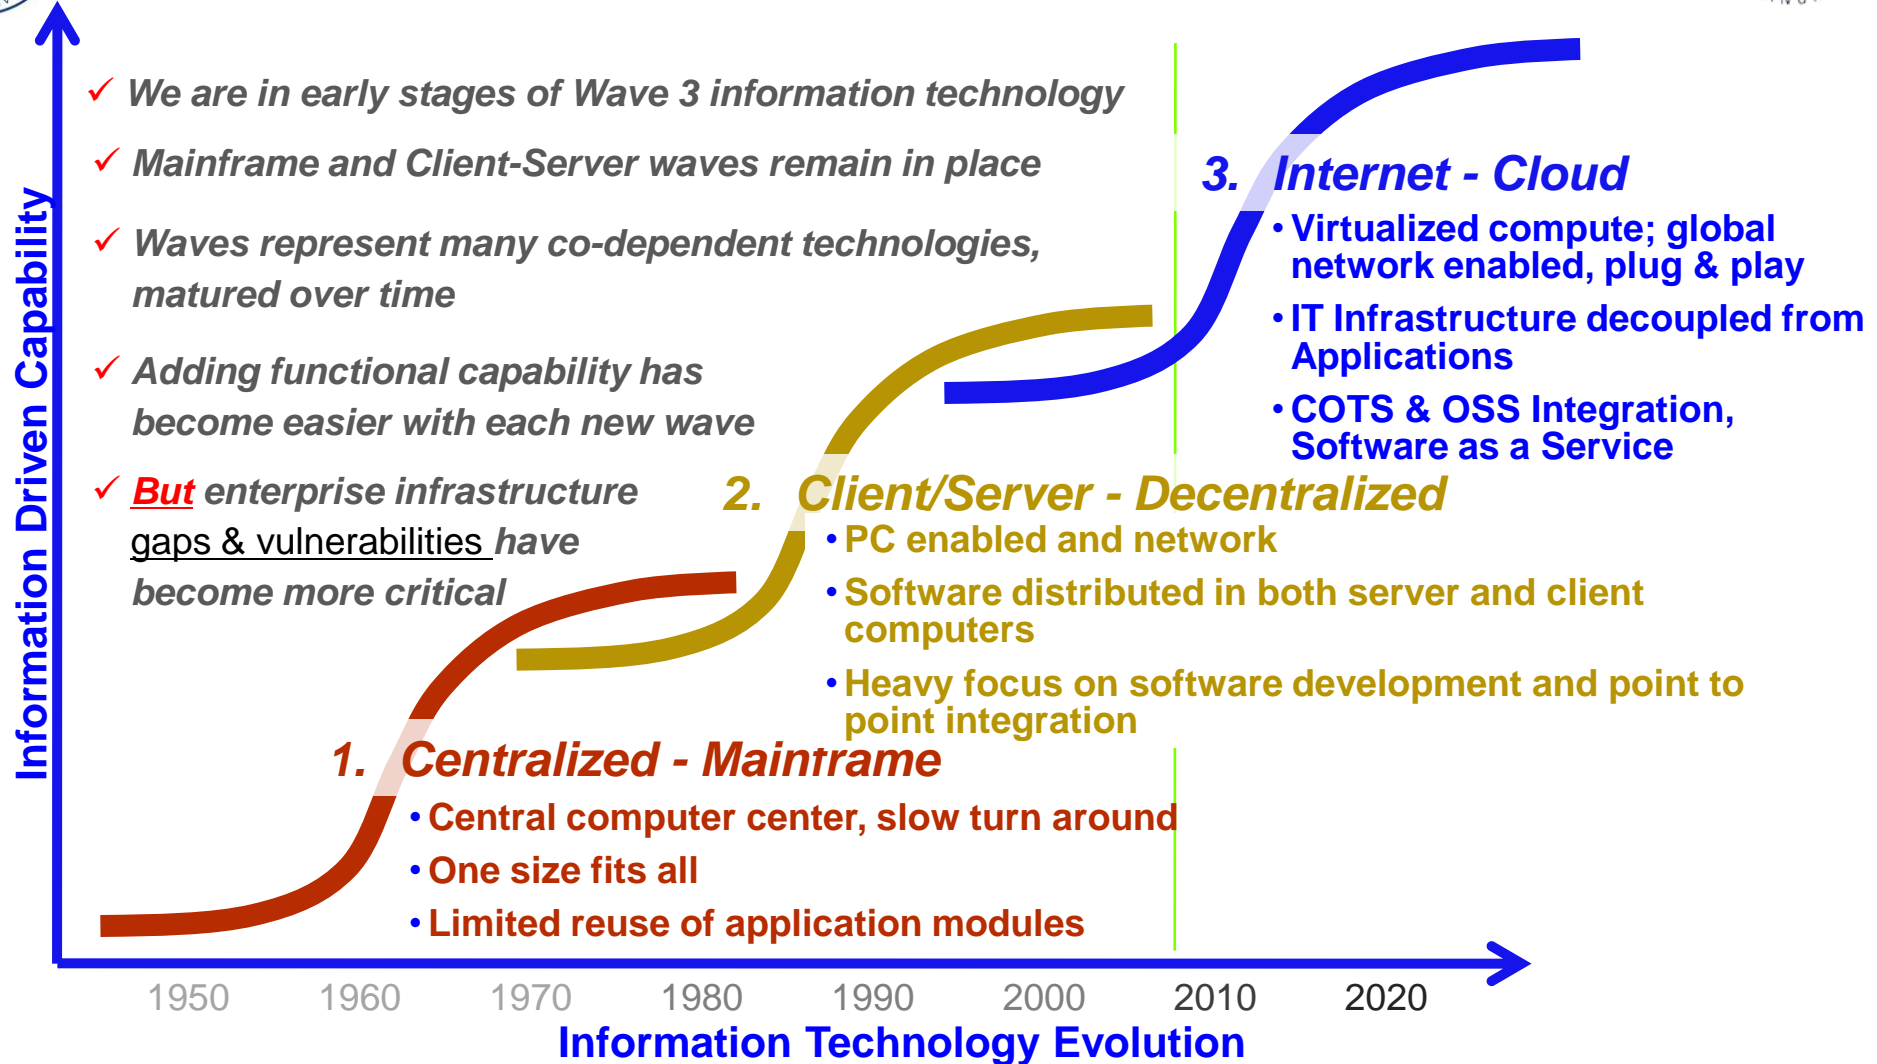 ✓ We are in early stages of Wave 3 information technology
✓ Mainframe and Client-Server waves remain in place
✓ Waves represent many co-dependent technologies,
matured over time
✓ Adding functional capability has
become easier with each new wave
✓ But enterprise infrastructure
gaps & vulnerabilities have
become more critical
3. Internet - Cloud
• Virtualized compute; global
network enabled, plug & play
• IT Infrastructure decoupled from
Applications
• COTS & OSS Integration,
Software as a Service
2. Client/Server - Decentralized
• PC enabled and network
• Software distributed in both server and client
computers
• Heavy focus on software development and point to
point integration
1. Centralized - Mainframe
• Central computer center, slow turn around
• One size fits all
• Limited reuse of application modules
Information Driven Capability
1950 1960 1970 1980 1990 2000 2010 2020
Information Technology Evolution